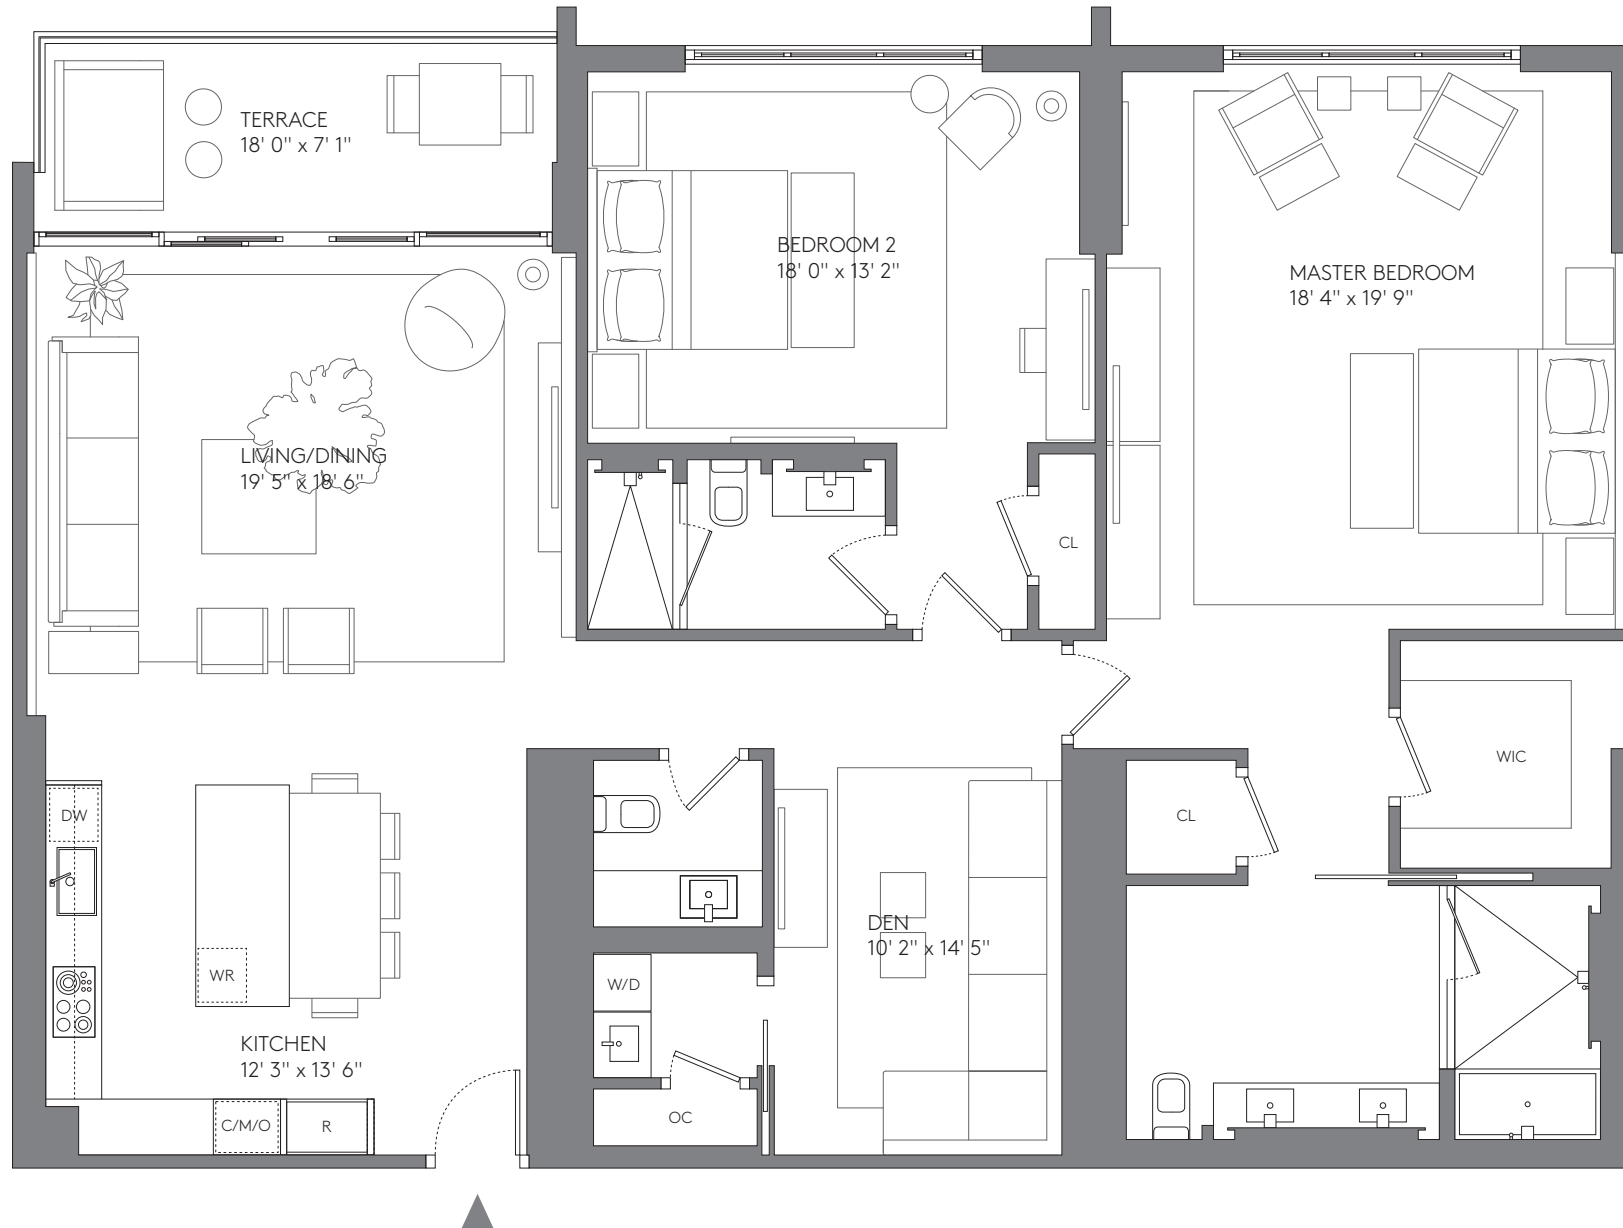 TERRACE
18' 0" x 7' 1"
BEDROOM 2
18' 0" x 13' 2"
MASTER BEDROOM
18' 4" x 19' 9"
LIVING/DINING
19' 5" x 18' 6"
CL
WIC
CL
DW
DEN
10' 2" x 14' 5"
WR
W/D
KITCHEN
12' 3" x 13' 6"
OC
C/M/O
R